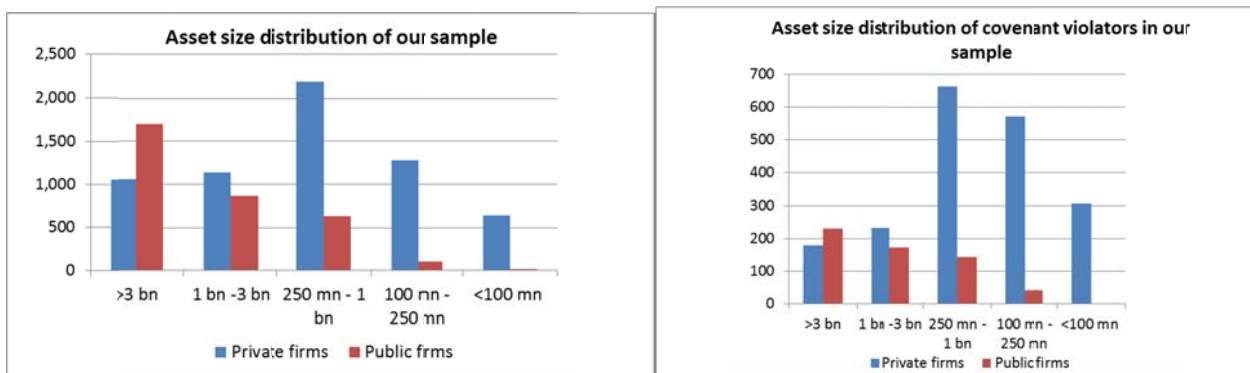 Asset size distribution of our sample
2,500
2,000
1,500
1,000
500
0
>3 bn
1 bn -3 bn
250 mn - 1
bn
100 mn -
250 mn
<100 mn
Private firms
Public firms
Asset size distribution of covenant violators in our
sample
700
600
500
400
300
200
100
0
>3 bn
1 bn -3 bn
250 mn -
1 bn
100 mn -
250 mn
<100 mn
Private firms
Public firms